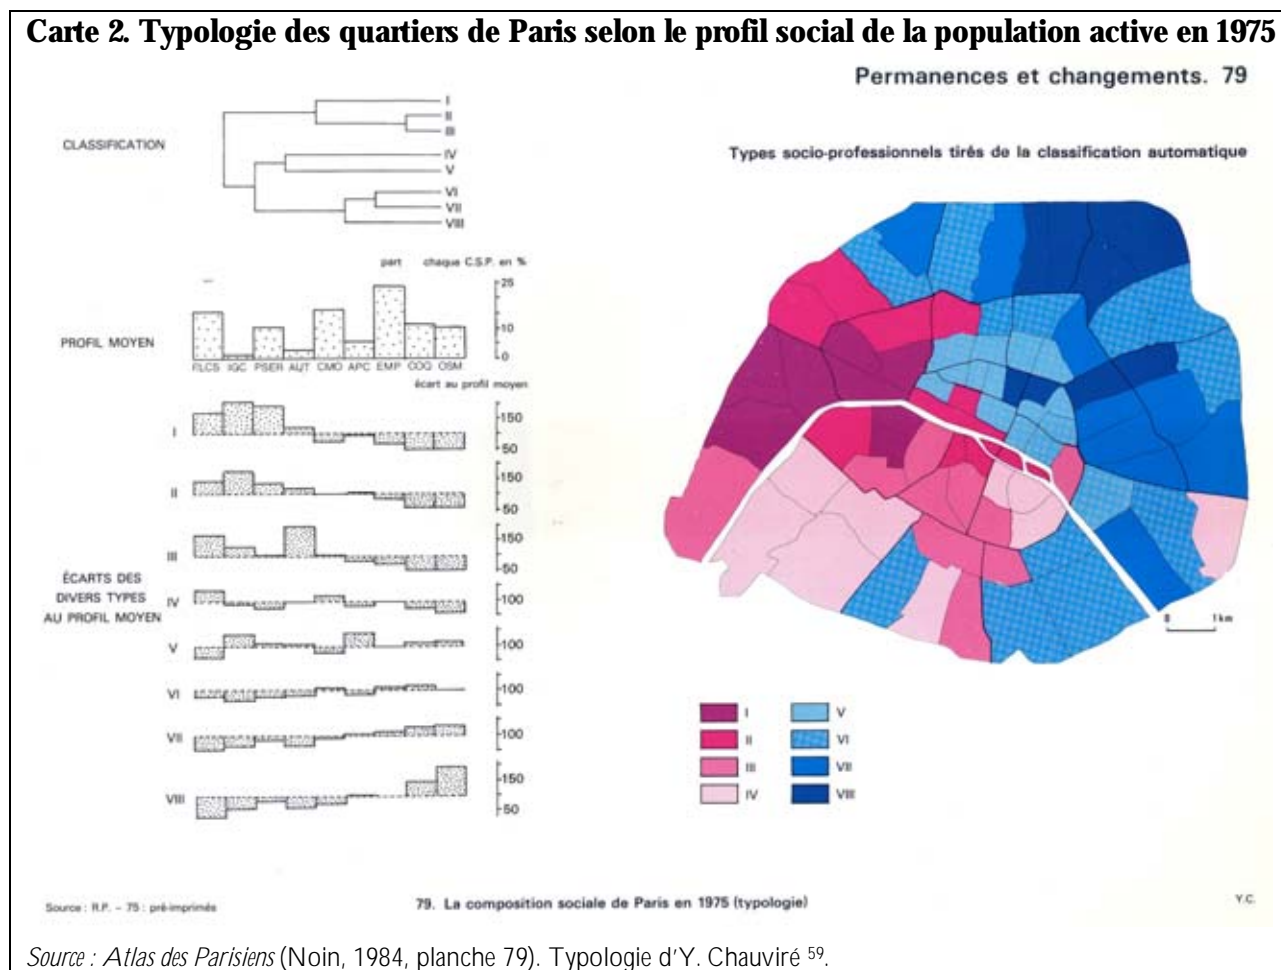 Carte 2. Typologie des quartiers de Paris selon le profil social de la population active en 1975
Permanences et changements. 79
CLASSIFICATION
I
II
III
IV
V
VI
VII
VIII
Types socio-professionnels tirés de la classification automatique
part chaque C.S.P. en %
25
10
0
PROFIL MOYEN
FLCS IGC PSER AUT CMO APC EMP COQ OSM
écart au profil moyen
I
150
50
II
150
50
III
150
50
ÉCARTS DES
DIVERS TYPES
AU PROFIL MOYEN
IV
100
V
100
VI
100
VII
100
VIII
150
50
0 1 km
I
II
III
IV
V
VI
VII
VIII
Source : R.P. – 75 : pré-imprimés
79. La composition sociale de Paris en 1975 (typologie)
Y.C.
Source : Atlas des Parisiens (Noin, 1984, planche 79). Typologie d'Y. Chauviré 59.